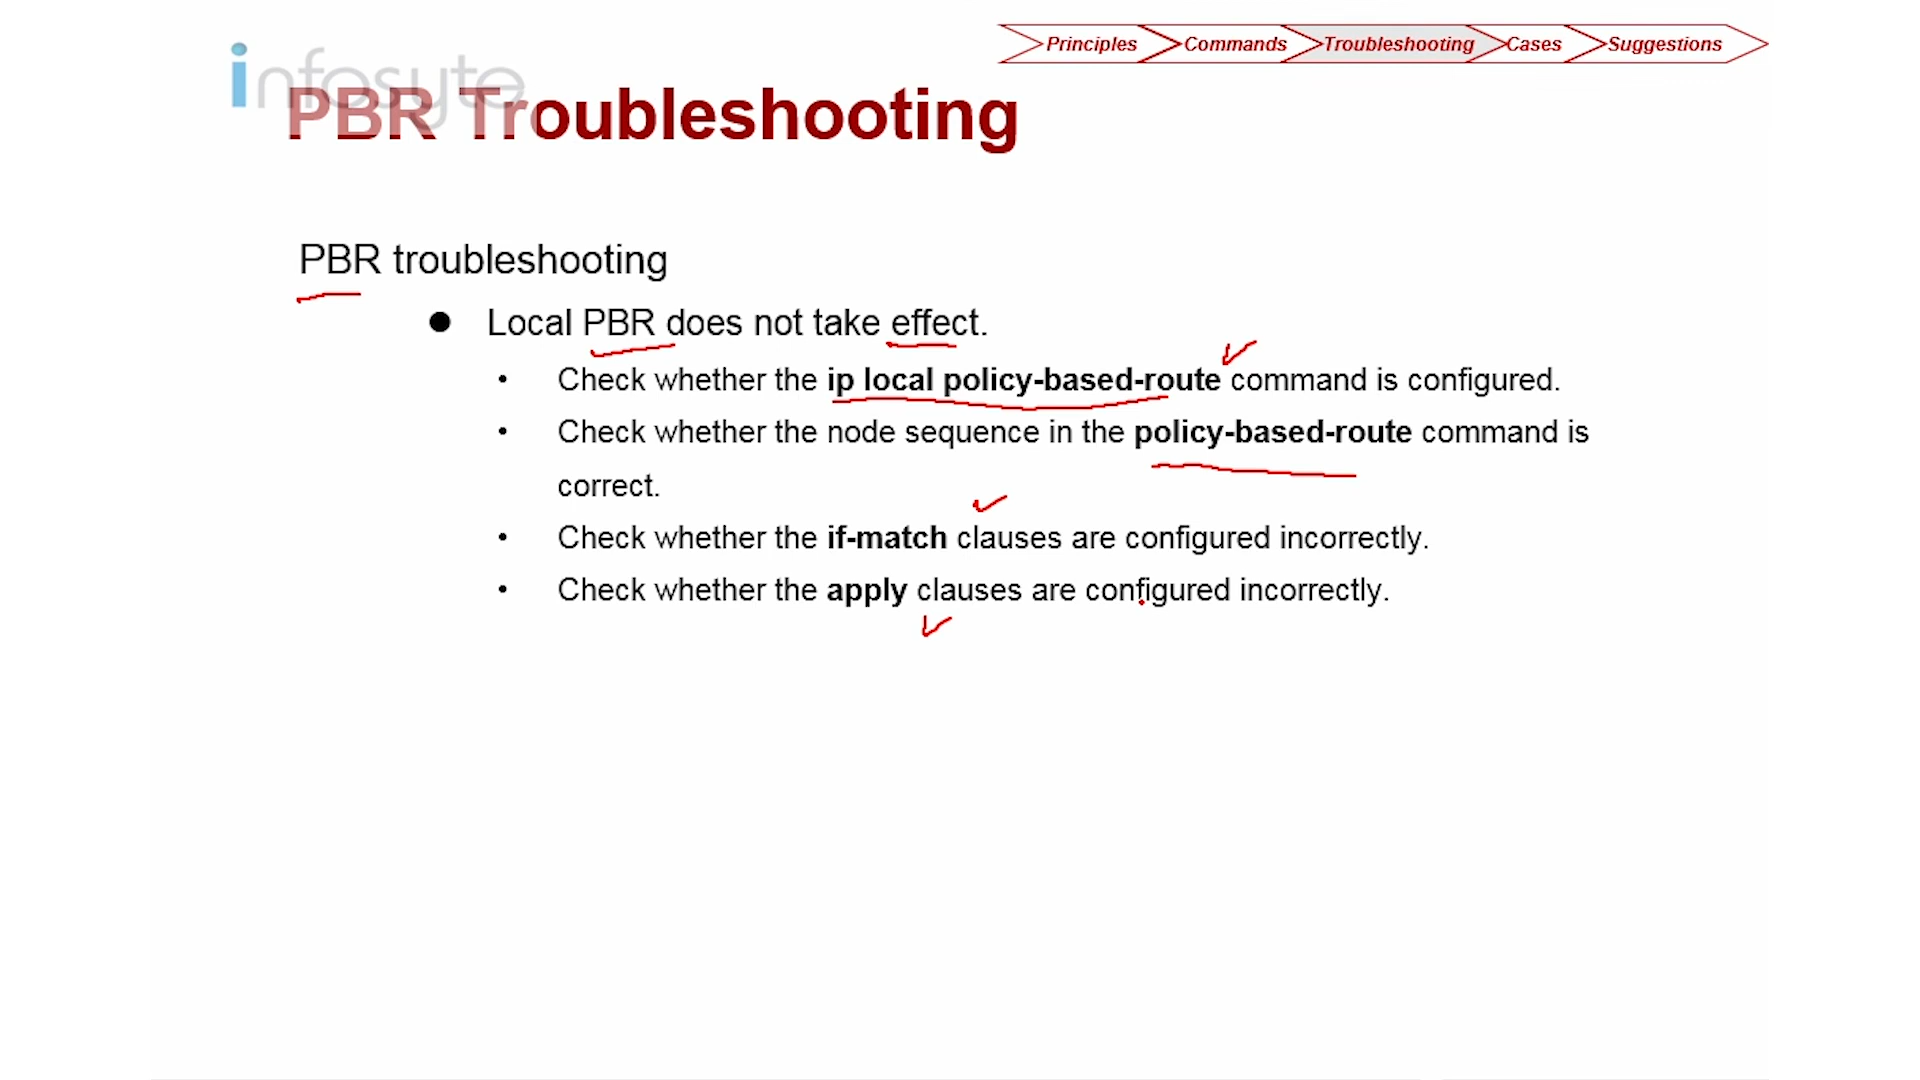 Principles Commands Troubleshooting Cases Suggestions
infosyte
PBR Troubleshooting
PBR troubleshooting
● Local PBR does not take effect.
• Check whether the ip local policy-based-route command is configured.
• Check whether the node sequence in the policy-based-route command is
correct.
• Check whether the if-match clauses are configured incorrectly.
• Check whether the apply clauses are configured incorrectly.